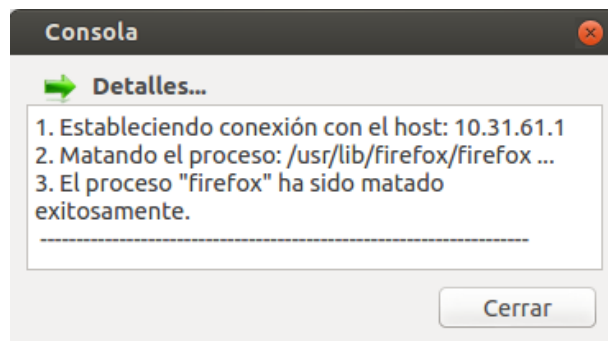 Consola
Detalles...
1. Estableciendo conexión con el host: 10.31.61.1
2. Matando el proceso: /usr/lib/firefox/firefox ...
3. El proceso "firefox" ha sido matado
exitosamente.
--------------------------------------------------------------------
Cerrar